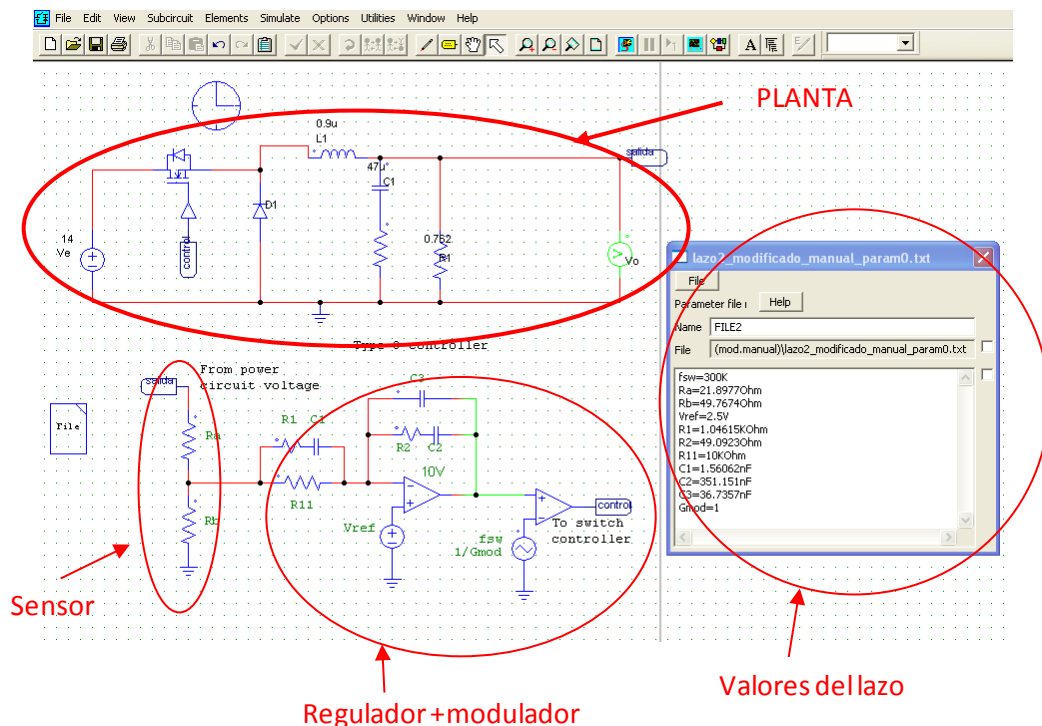 File Edit View Subcircuit Elements Simulate Options Utilities Window Help
PLANTA
0.9u
L1
salida
47u
C1
D1
14
Ve
control
0.762
R1
Vo
lazo2_modificado_manual_param0.txt
File
Parameter file Help
Name FILE2
File (mod.manual)\lazo2_modificado_manual_param0.txt
fsw=300K
Ra=21.8977Ohm
Rb=49.7674Ohm
Vref=2.5V
R1=1.04615KOhm
R2=49.0923Ohm
R11=10KOhm
C1=1.56062nF
C2=351.151nF
C3=36.7357nF
Gmod=1
controller
From power
circuit voltage
salida
File
Ra
Rb
R1 C1
R11
C3
R2 C2
10V
Vref
fsw
1/Gmod
control
To switch
controller
Sensor
Regulador+modulador
Valores del lazo